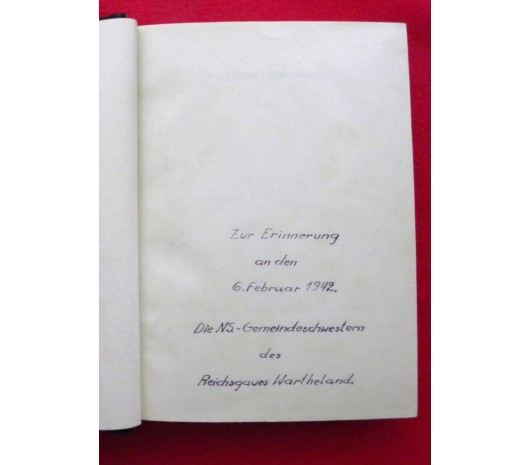 Zur Erinnerung
an den
6. Februar 1942.
Die NS.-Gemeindeschwestern
des
Reichsgaues Wartheland.